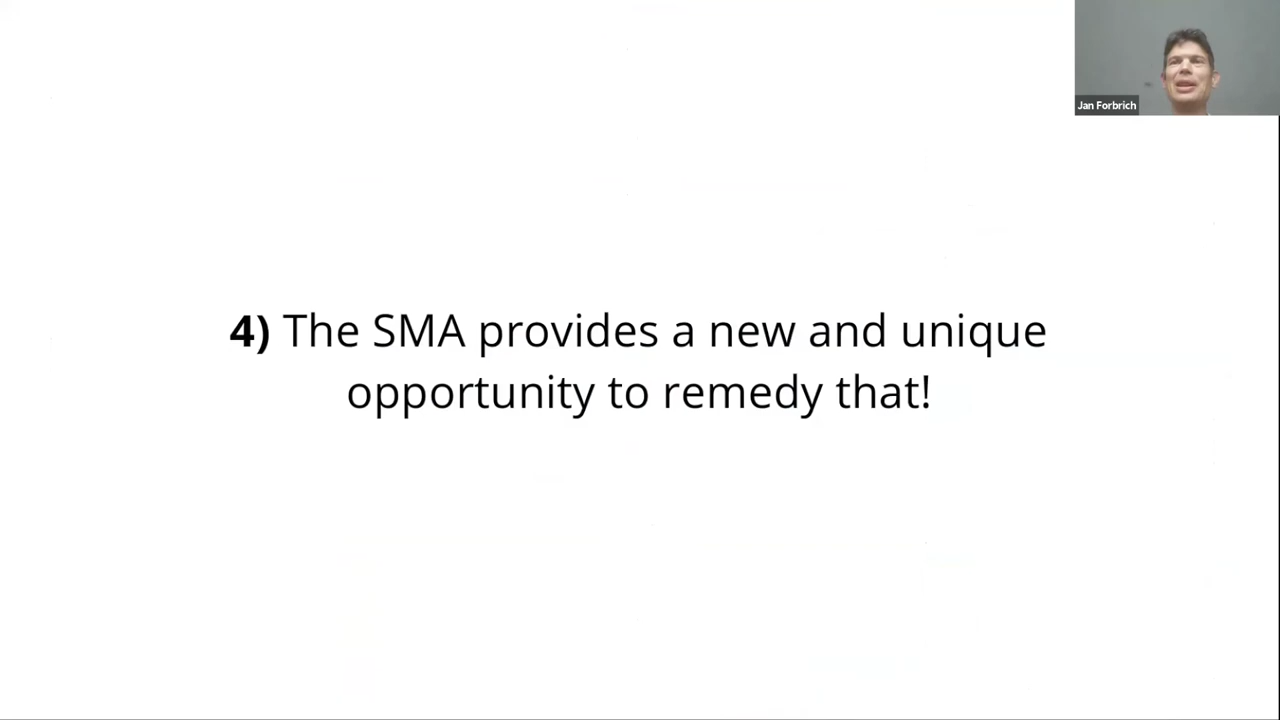 Jan Forbrich
4) The SMA provides a new and unique
opportunity to remedy that!